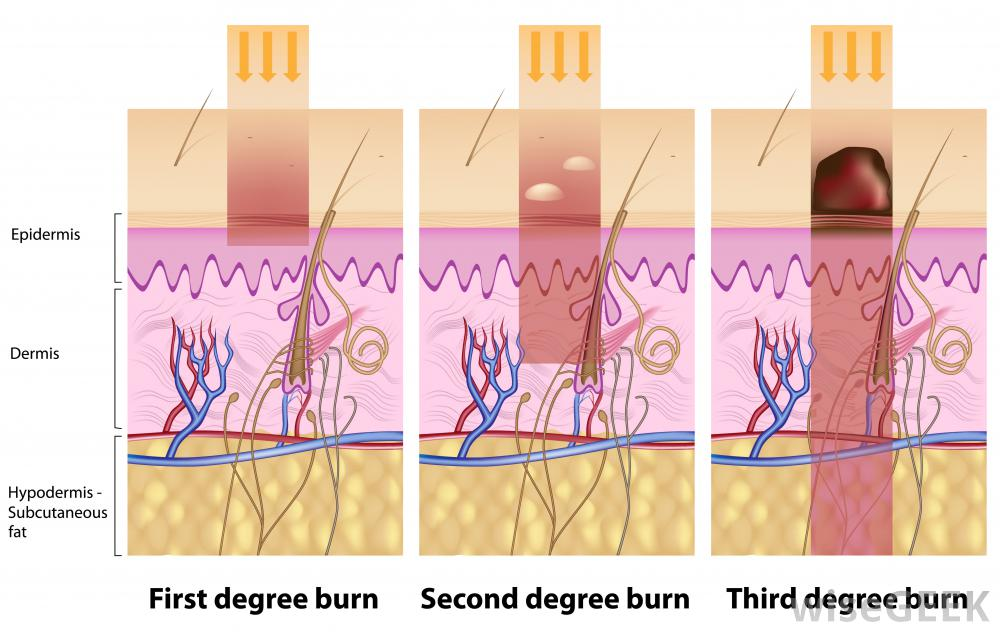 Epidermis
Dermis
Hypodermis -
Subcutaneous
fat
First degree burn
Second degree burn
Third degree burn
wiseGEEK